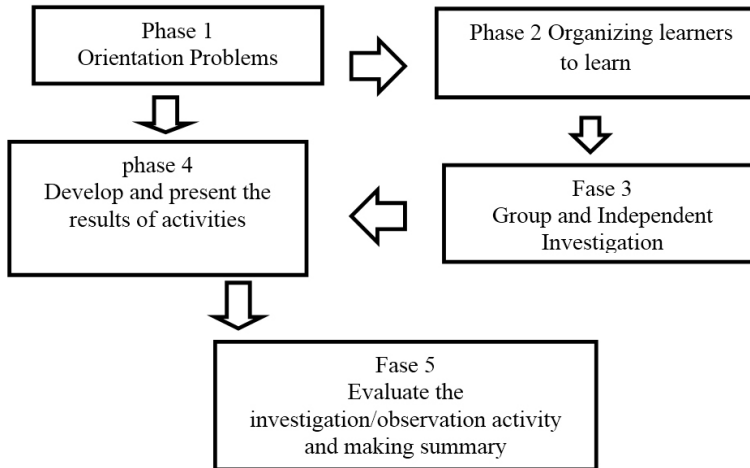 Phase 1
Orientation Problems
Phase 2 Organizing learners
to learn
Fase 3
Group and Independent
Investigation
phase 4
Develop and present the
results of activities
Fase 5
Evaluate the
investigation/observation activity
and making summary